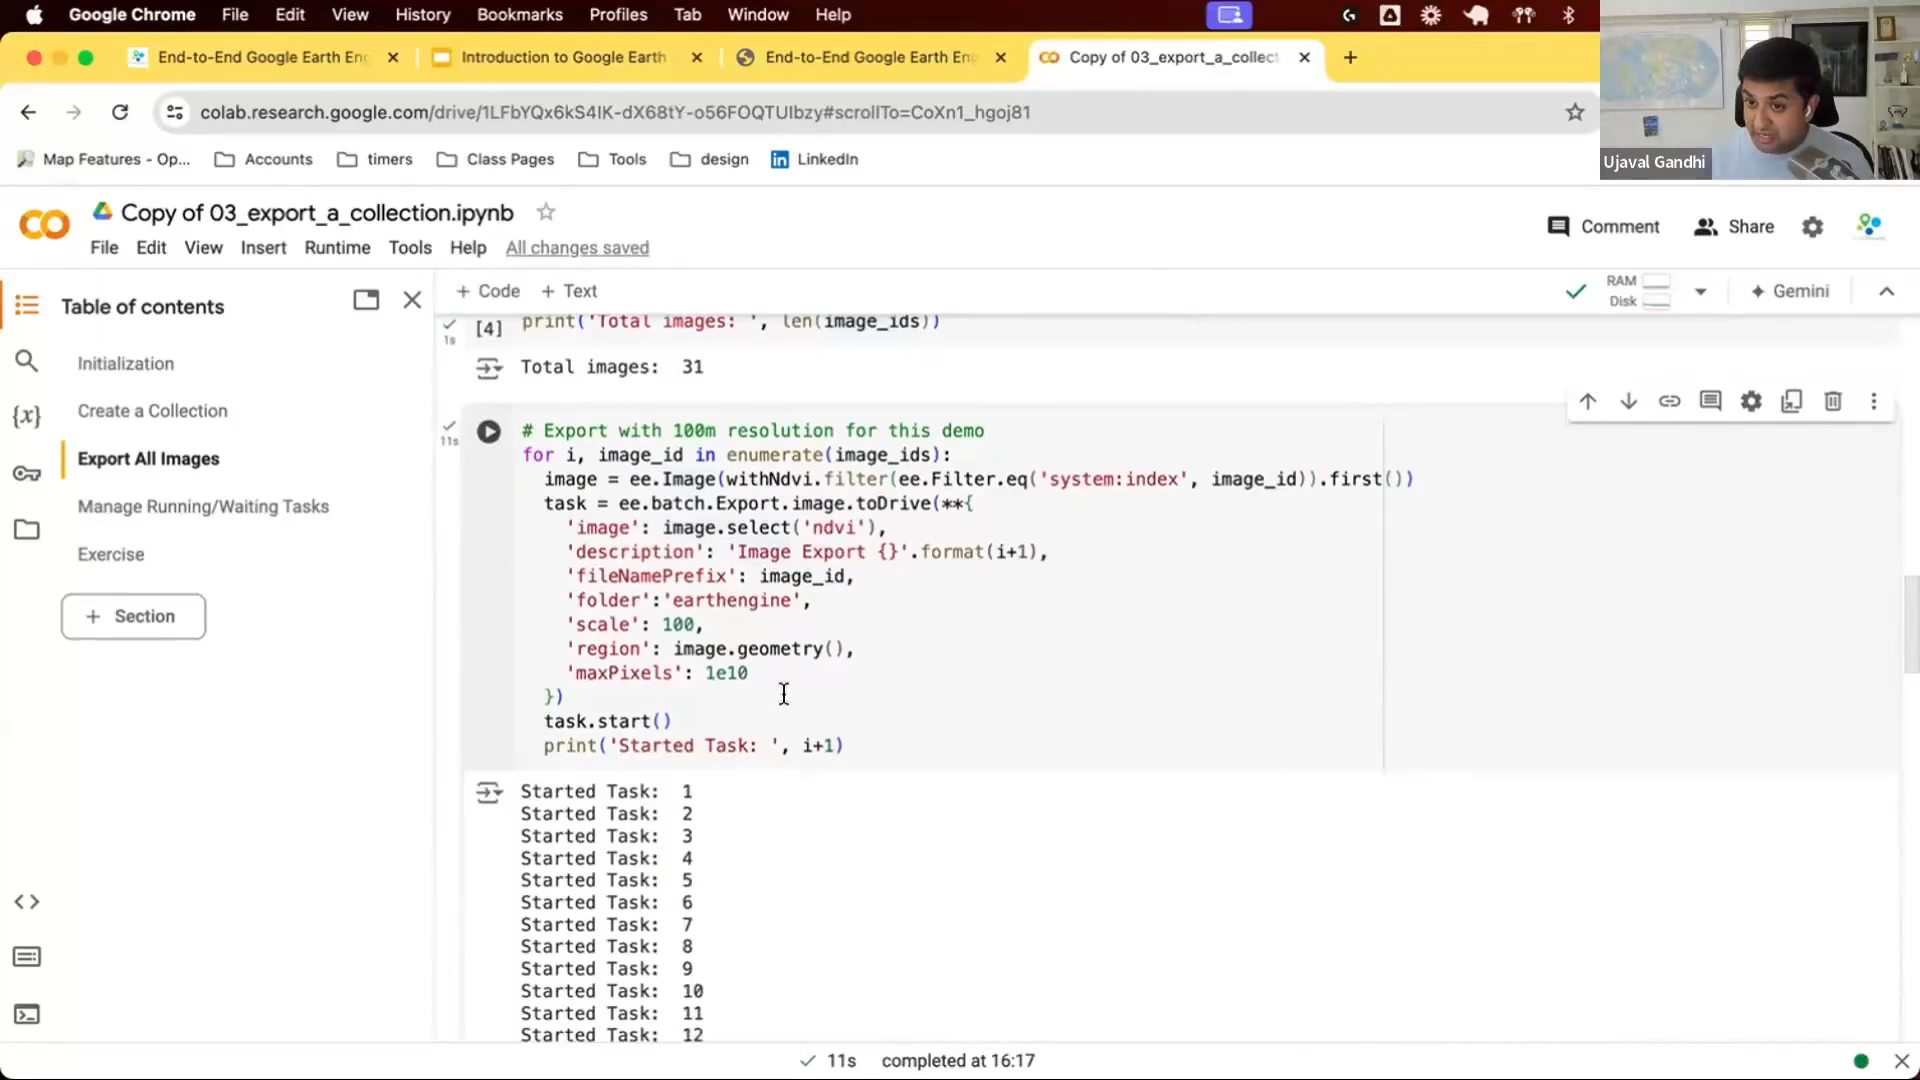 Google Chrome File Edit View History Bookmarks Profiles Tab Window Help
End-to-End Google Earth Eng
Introduction to Google Earth
End-to-End Google Earth Eng
Copy of 03_export_a_collect
colab.research.google.com/drive/1LFbYQx6kS4IK-dX68tY-o56FOQTUIbzy#scrollTo=CoXn1_hgoj81
Map Features - Op...
Accounts
timers
Class Pages
Tools
design
LinkedIn
Ujaval Gandhi
Copy of 03_export_a_collection.ipynb
File Edit View Insert Runtime Tools Help All changes saved
Comment
Share
Table of contents
Initialization
Create a Collection
Export All Images
Manage Running/Waiting Tasks
Exercise
+ Section
+ Code + Text
RAM
Disk
Gemini
1s
[4] print('Total images: ', len(image_ids))
Total images: 31
11s
# Export with 100m resolution for this demo
for i, image_id in enumerate(image_ids):
image = ee.Image(withNdvi.filter(ee.Filter.eq('system:index', image_id)).first())
task = ee.batch.Export.image.toDrive(**{
'image': image.select('ndvi'),
'description': 'Image Export {}'.format(i+1),
'fileNamePrefix': image_id,
'folder':'earthengine',
'scale': 100,
'region': image.geometry(),
'maxPixels': 1e10
})
task.start()
print('Started Task: ', i+1)
Started Task: 1
Started Task: 2
Started Task: 3
Started Task: 4
Started Task: 5
Started Task: 6
Started Task: 7
Started Task: 8
Started Task: 9
Started Task: 10
Started Task: 11
Started Task: 12
11s completed at 16:17